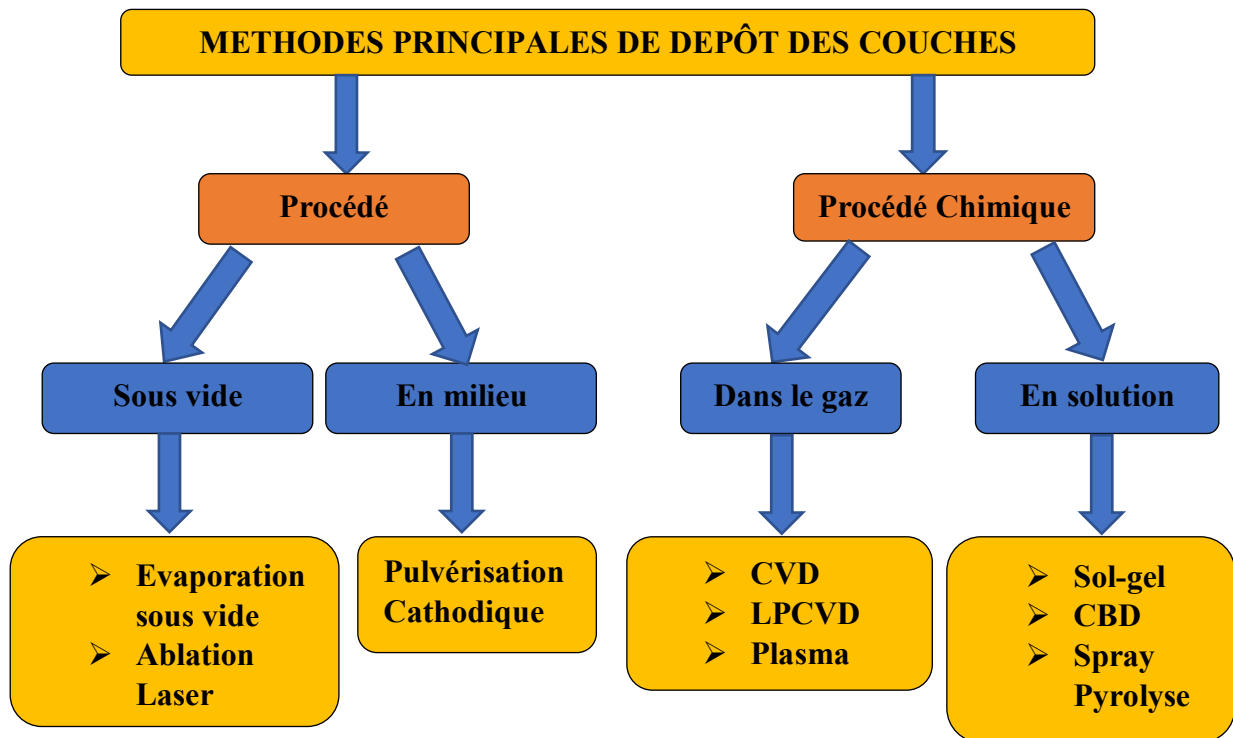 METHODES PRINCIPALES DE DEPÔT DES COUCHES
Procédé
Procédé Chimique
Sous vide
En milieu
Dans le gaz
En solution
➢ Evaporation
sous vide
➢ Ablation
Laser
Pulvérisation
Cathodique
➢ CVD
➢ LPCVD
➢ Plasma
➢ Sol-gel
➢ CBD
➢ Spray
Pyrolyse